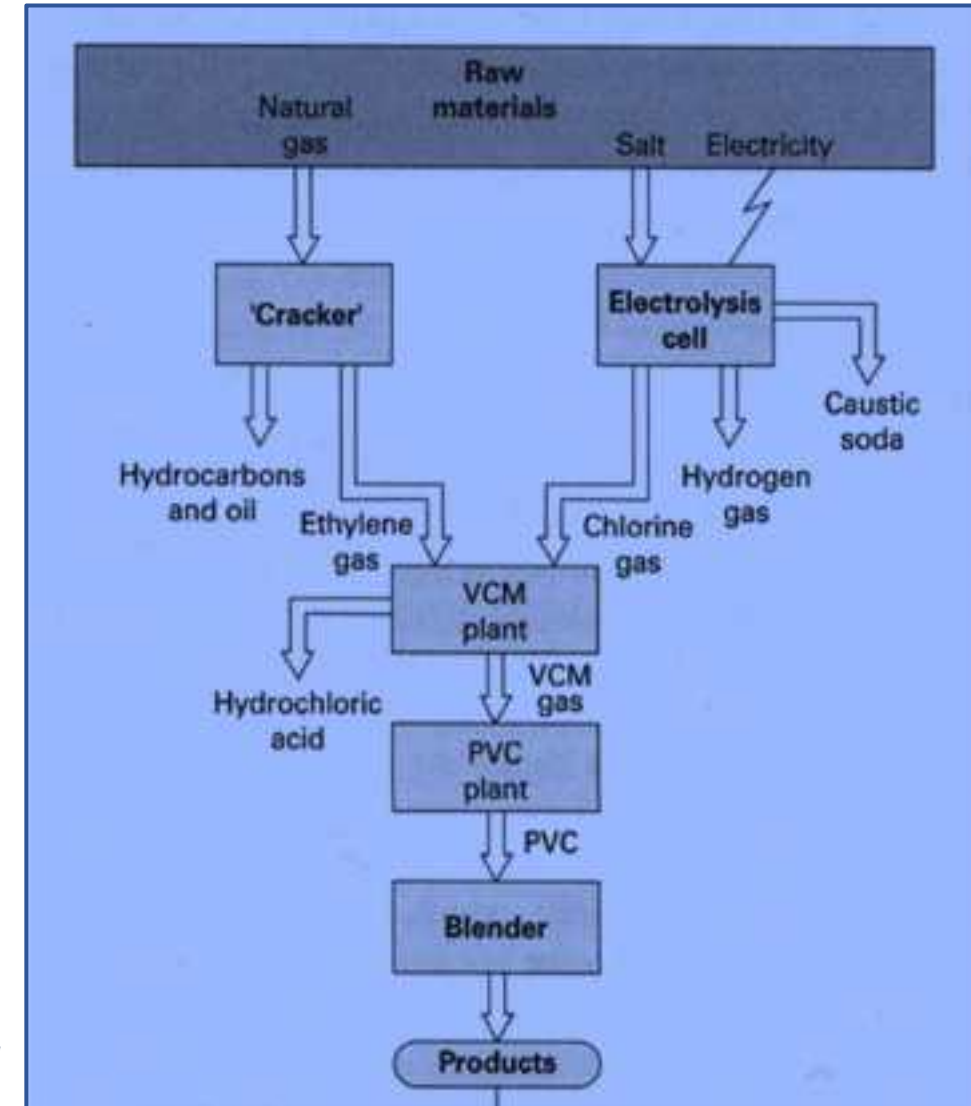 Raw
materials
Natural
gas
Salt
Electricity
'Cracker'
Electrolysis
cell
Caustic
soda
Hydrocarbons
and oil
Ethylene
gas
Chlorine
gas
Hydrogen
gas
VCM
plant
Hydrochloric
acid
VCM
gas
PVC
plant
PVC
Blender
Products